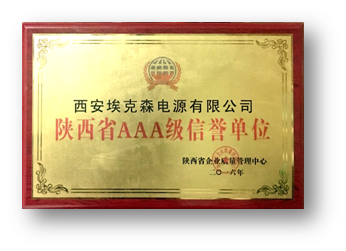 西安埃克森电源有限公司
陕西省AAA级信誉单位
陕西省企业质量管理中心
二〇一六年